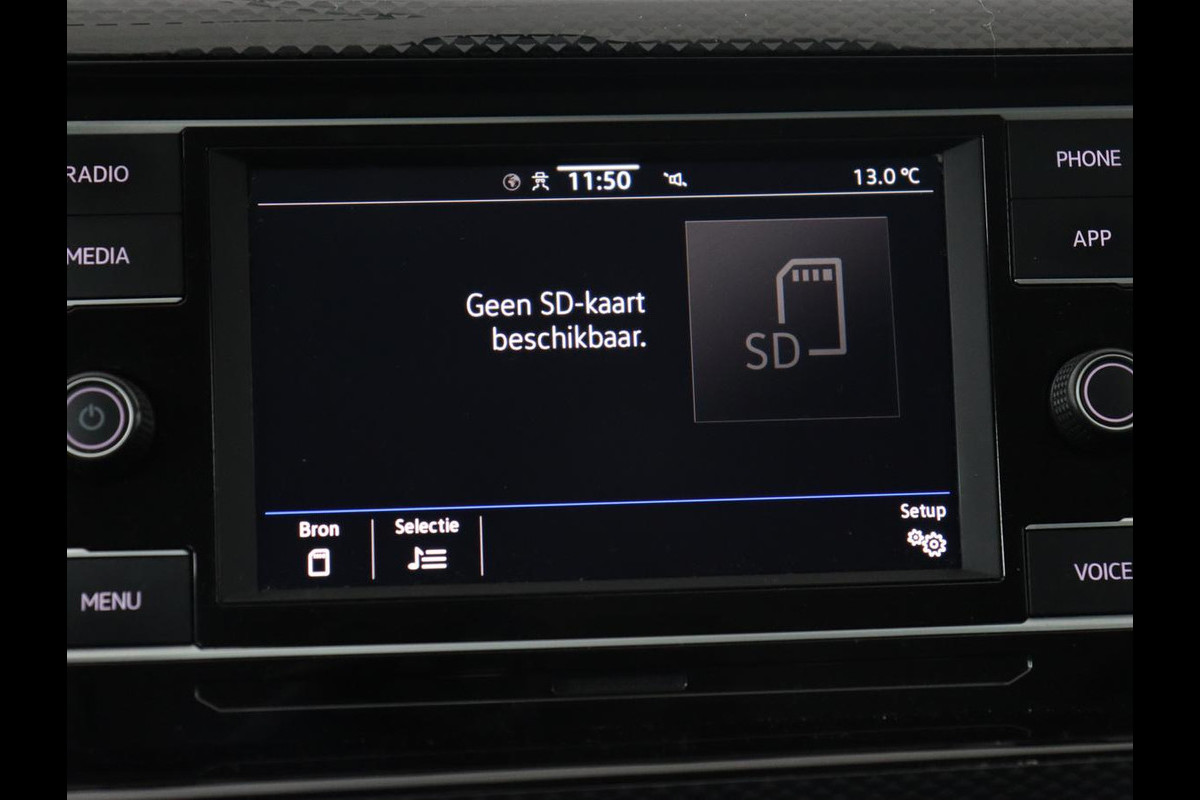 RADIO
MEDIA
MENU
11:50
13.0 °C
Geen SD-kaart
beschikbaar.
SD
Bron
Selectie
Setup
PHONE
APP
VOICE